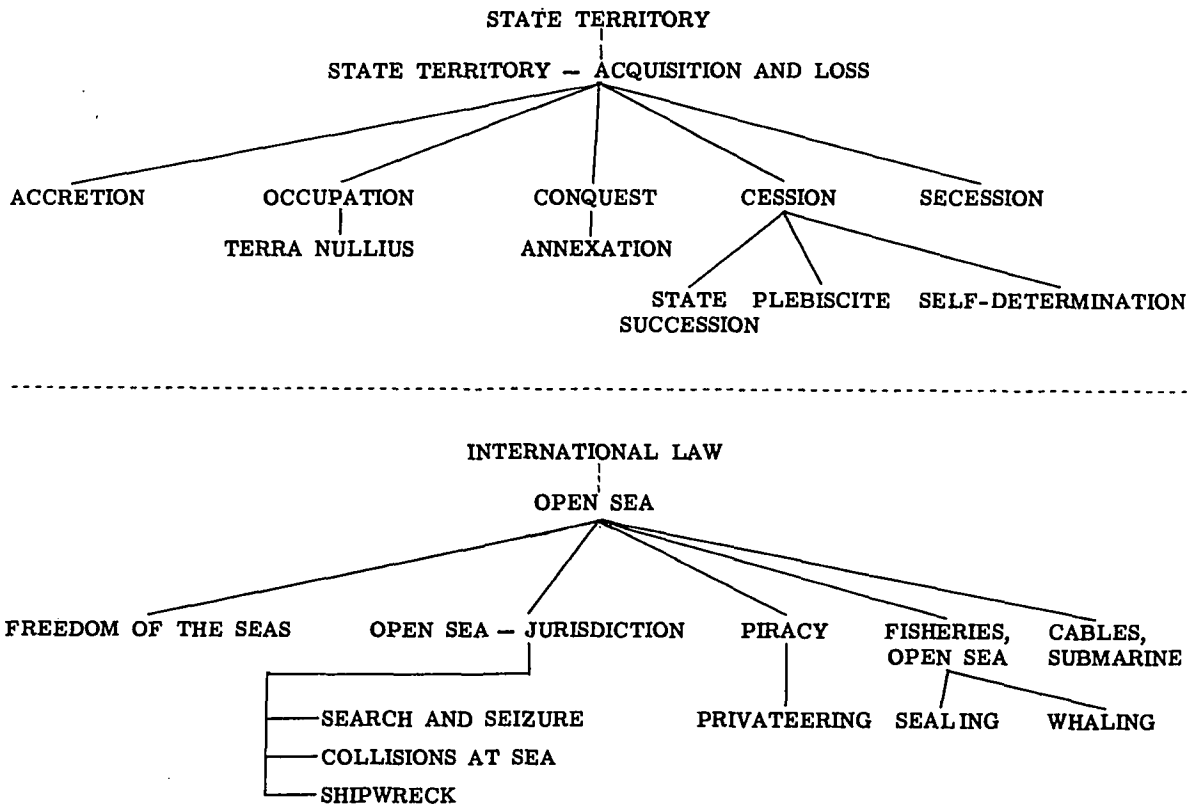 STATE TERRITORY
STATE TERRITORY — ACQUISITION AND LOSS
ACCRETION OCCUPATION CONQUEST CESSION SECESSION
TERRA NULLIUS ANNEXATION
STATE PLEBISCITE SELF-DETERMINATION
SUCCESSION
INTERNATIONAL LAW
OPEN SEA
FREEDOM OF THE SEAS OPEN SEA — JURISDICTION PIRACY FISHERIES, CABLES,
OPEN SEA SUBMARINE
SEARCH AND SEIZURE PRIVATEERING SEALING WHALING
COLLISIONS AT SEA
SHIPWRECK